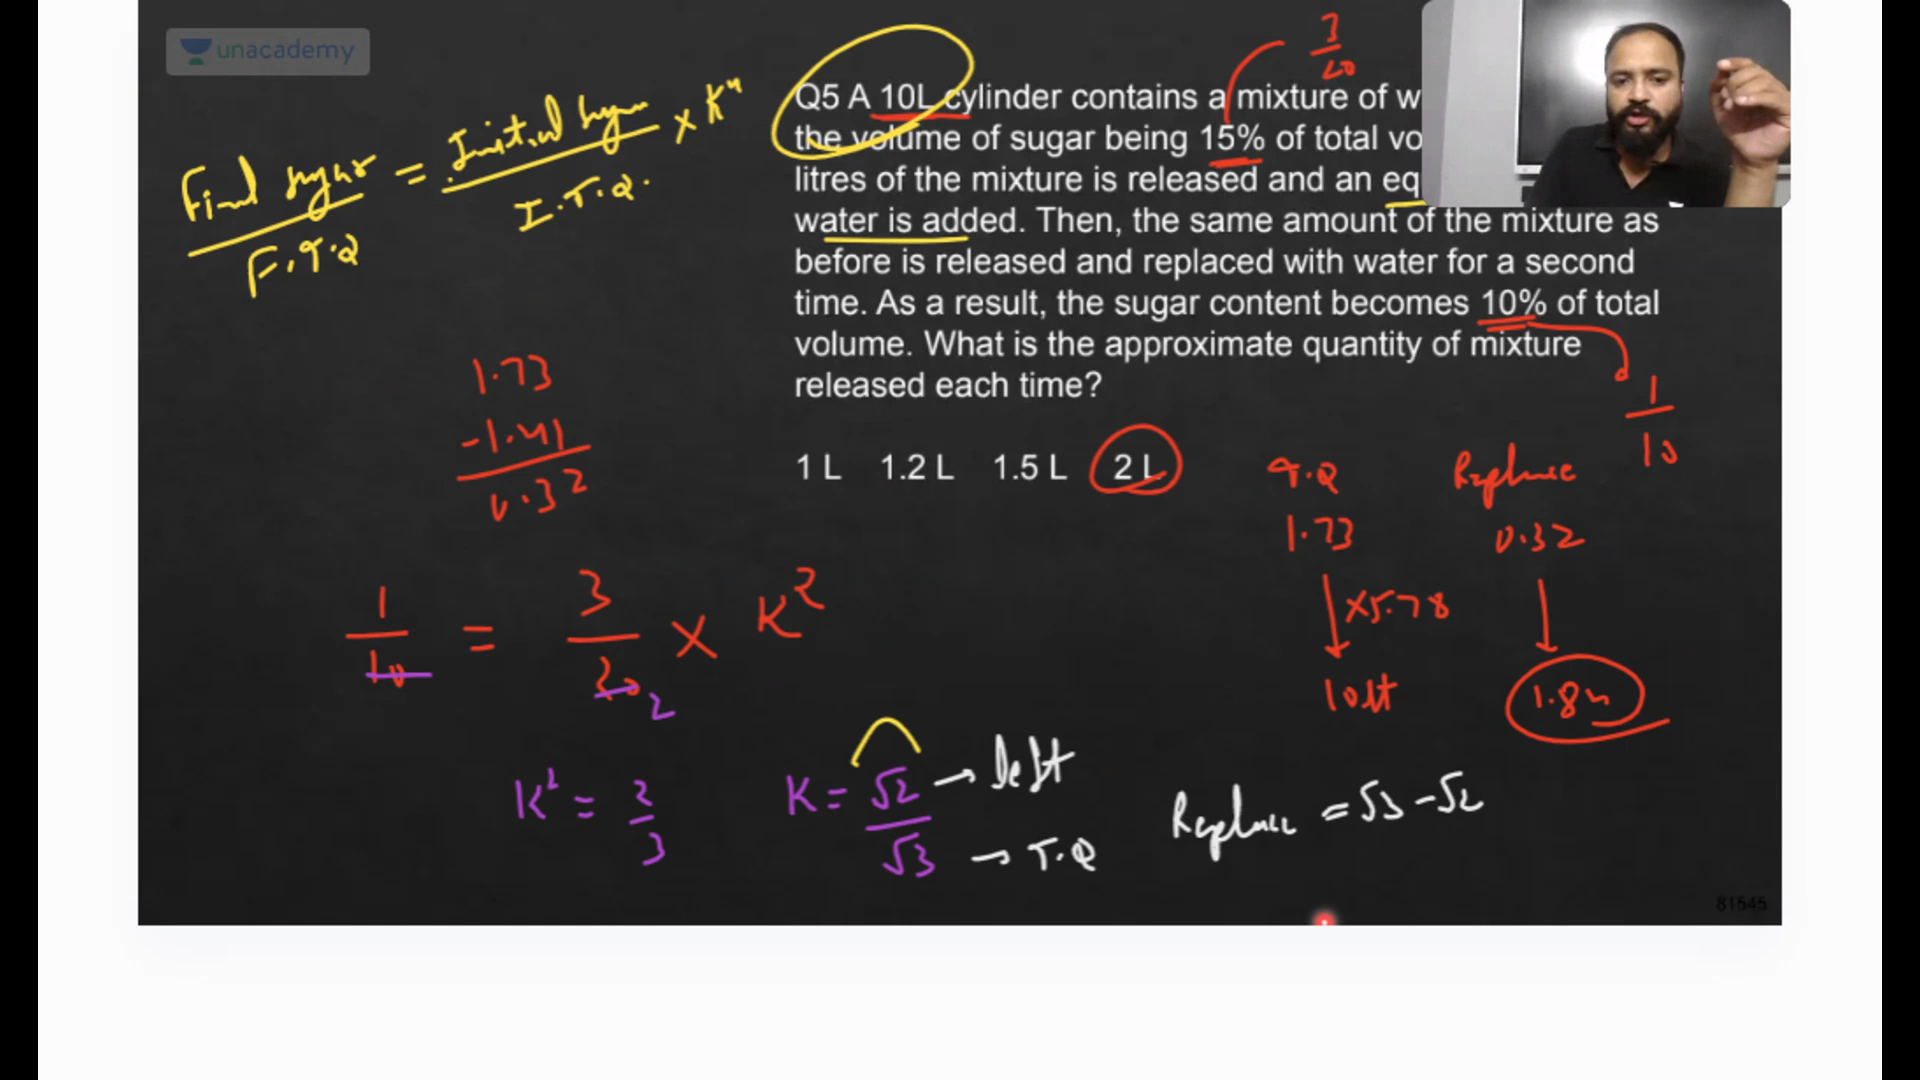 unacademy
Final sugar / F.T.Q = Initial sugar / I.T.Q. × Kⁿ
3/20
Q5 A 10L cylinder contains a mixture of w
the volume of sugar being 15% of total vo
litres of the mixture is released and an eq
water is added. Then, the same amount of the mixture as
before is released and replaced with water for a second
time. As a result, the sugar content becomes 10% of total
volume. What is the approximate quantity of mixture
released each time?
1/10
1 L 1.2 L 1.5 L 2 L
1.73
-1.41
0.32
T.Q Replace
1.73 0.32
×5.78
10lt
1/10 = 3/20 × K²
2
K² = 2/3
K = √2/√3
→ left
→ T.Q
Replace = √3 - √2
81545